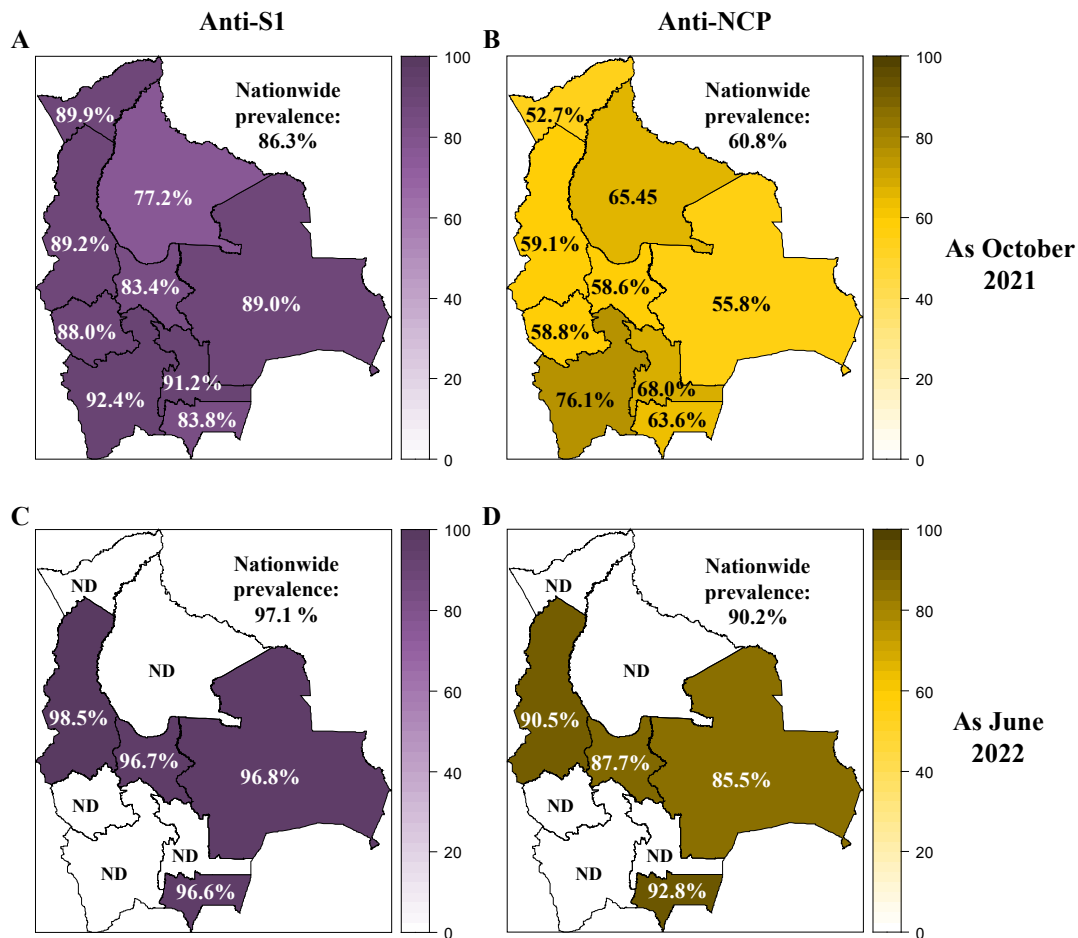 Anti-S1
Anti-NCP
A
Nationwide
prevalence:
86.3%
89.9%
77.2%
89.2%
83.4%
89.0%
88.0%
91.2%
92.4%
83.8%
100
80
60
40
20
0
B
Nationwide
prevalence:
60.8%
52.7%
65.45
59.1%
58.6%
55.8%
58.8%
68.0%
76.1%
63.6%
100
80
60
40
20
0
As October
2021
C
Nationwide
prevalence:
97.1 %
ND
ND
98.5%
96.7%
96.8%
ND
ND
ND
96.6%
100
80
60
40
20
0
D
Nationwide
prevalence:
90.2%
ND
ND
90.5%
87.7%
85.5%
ND
ND
ND
92.8%
100
80
60
40
20
0
As June
2022